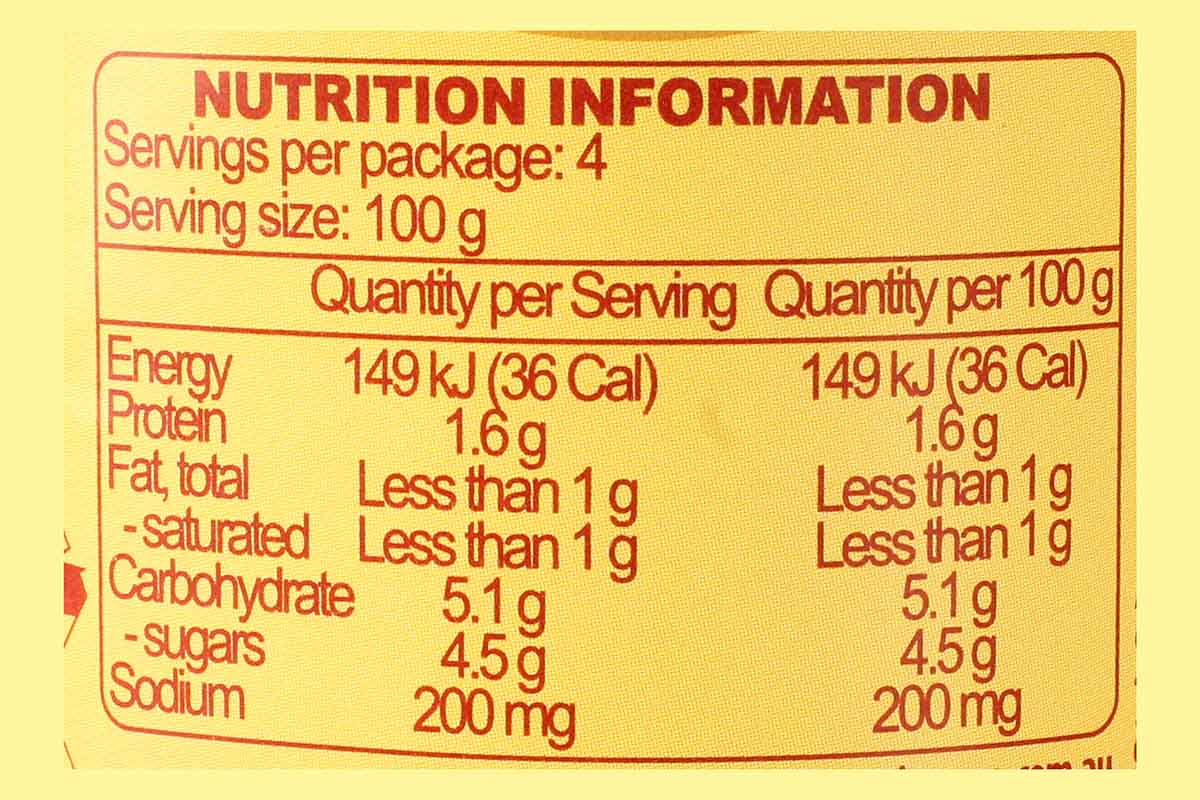 NUTRITION INFORMATION
Servings per package: 4
Serving size: 100 g
Quantity per Serving Quantity per 100 g
Energy 149 kJ (36 Cal) 149 kJ (36 Cal)
Protein 1.6 g 1.6 g
Fat, total Less than 1 g Less than 1 g
- saturated Less than 1 g Less than 1 g
Carbohydrate 5.1 g 5.1 g
- sugars 4.5 g 4.5 g
Sodium 200 mg 200 mg